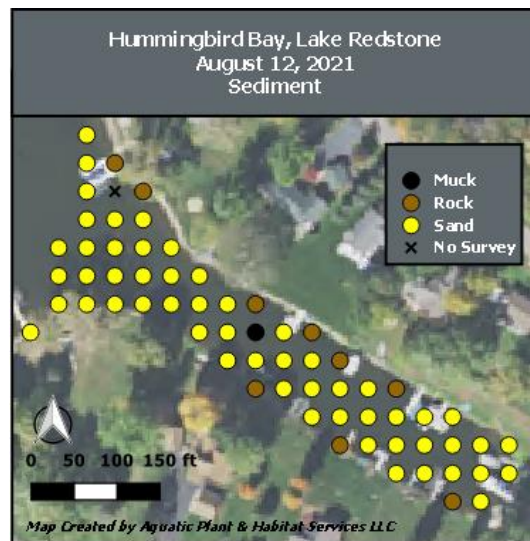 Hummingbird Bay, Lake Redstone
August 12, 2021
Sediment
Muck
Rock
Sand
No Survey
0 50 100 150 ft
Map Created by Aquatic Plant & Habitat Services LLC